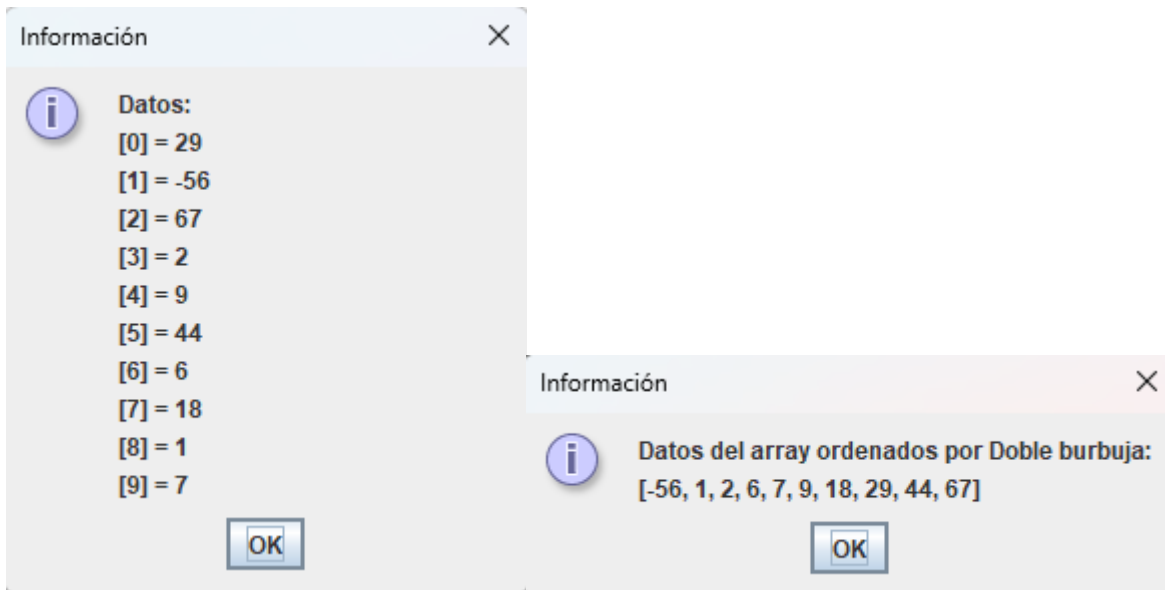 Información
Datos:
[0] = 29
[1] = -56
[2] = 67
[3] = 2
[4] = 9
[5] = 44
[6] = 6
[7] = 18
[8] = 1
[9] = 7
OK
Información
Datos del array ordenados por Doble burbuja:
[-56, 1, 2, 6, 7, 9, 18, 29, 44, 67]
OK